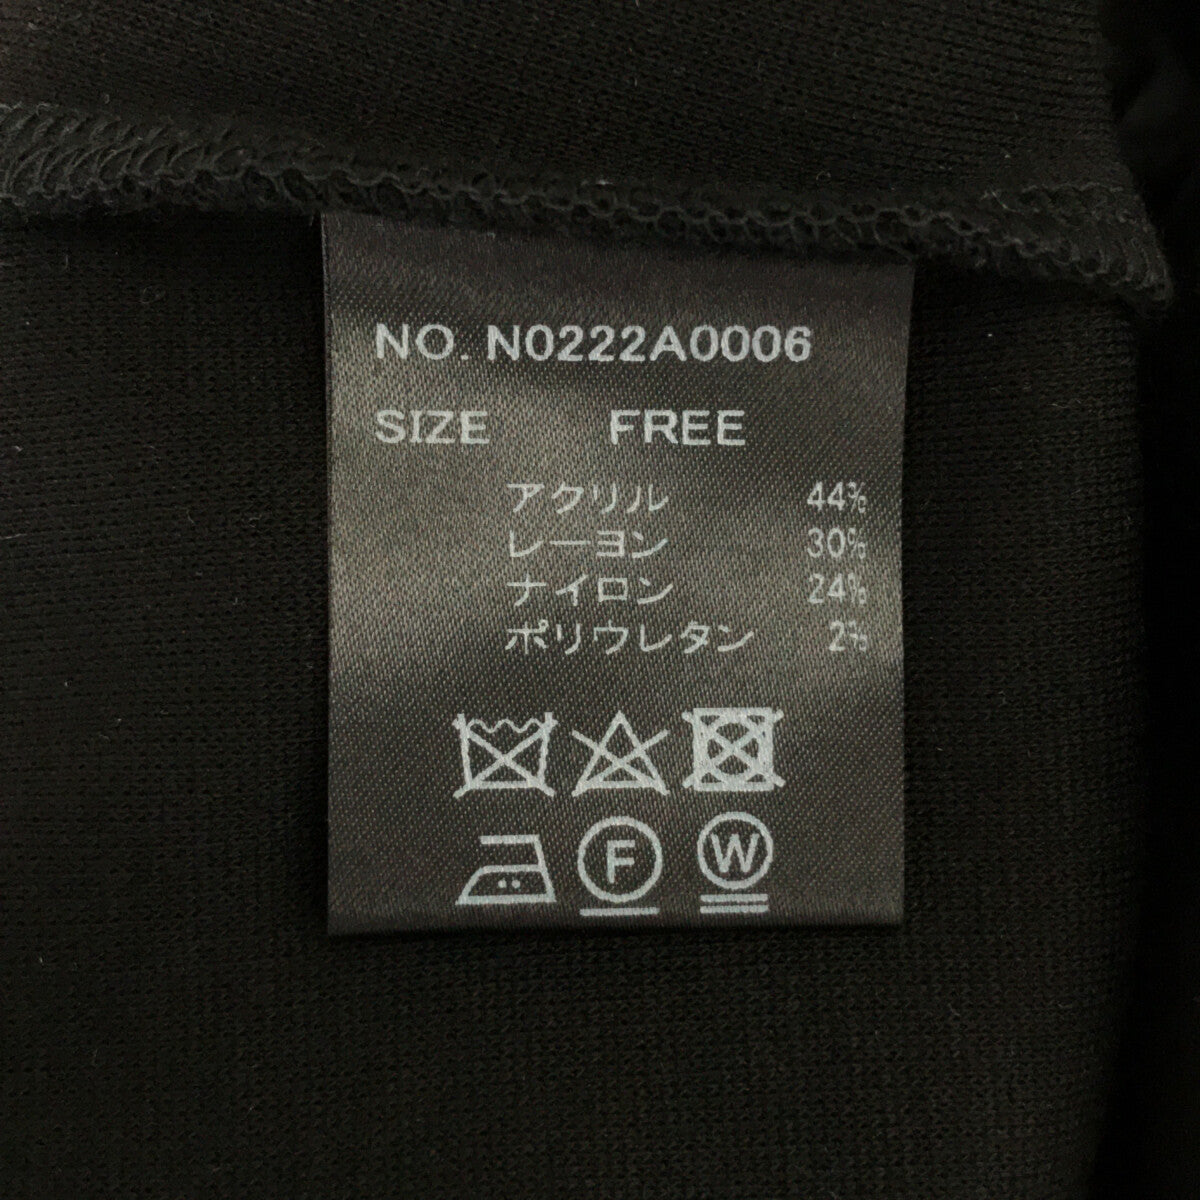 NO. N0222A0006
SIZE FREE
アクリル 44%
レーヨン 30%
ナイロン 24%
ポリウレタン 2%
F W